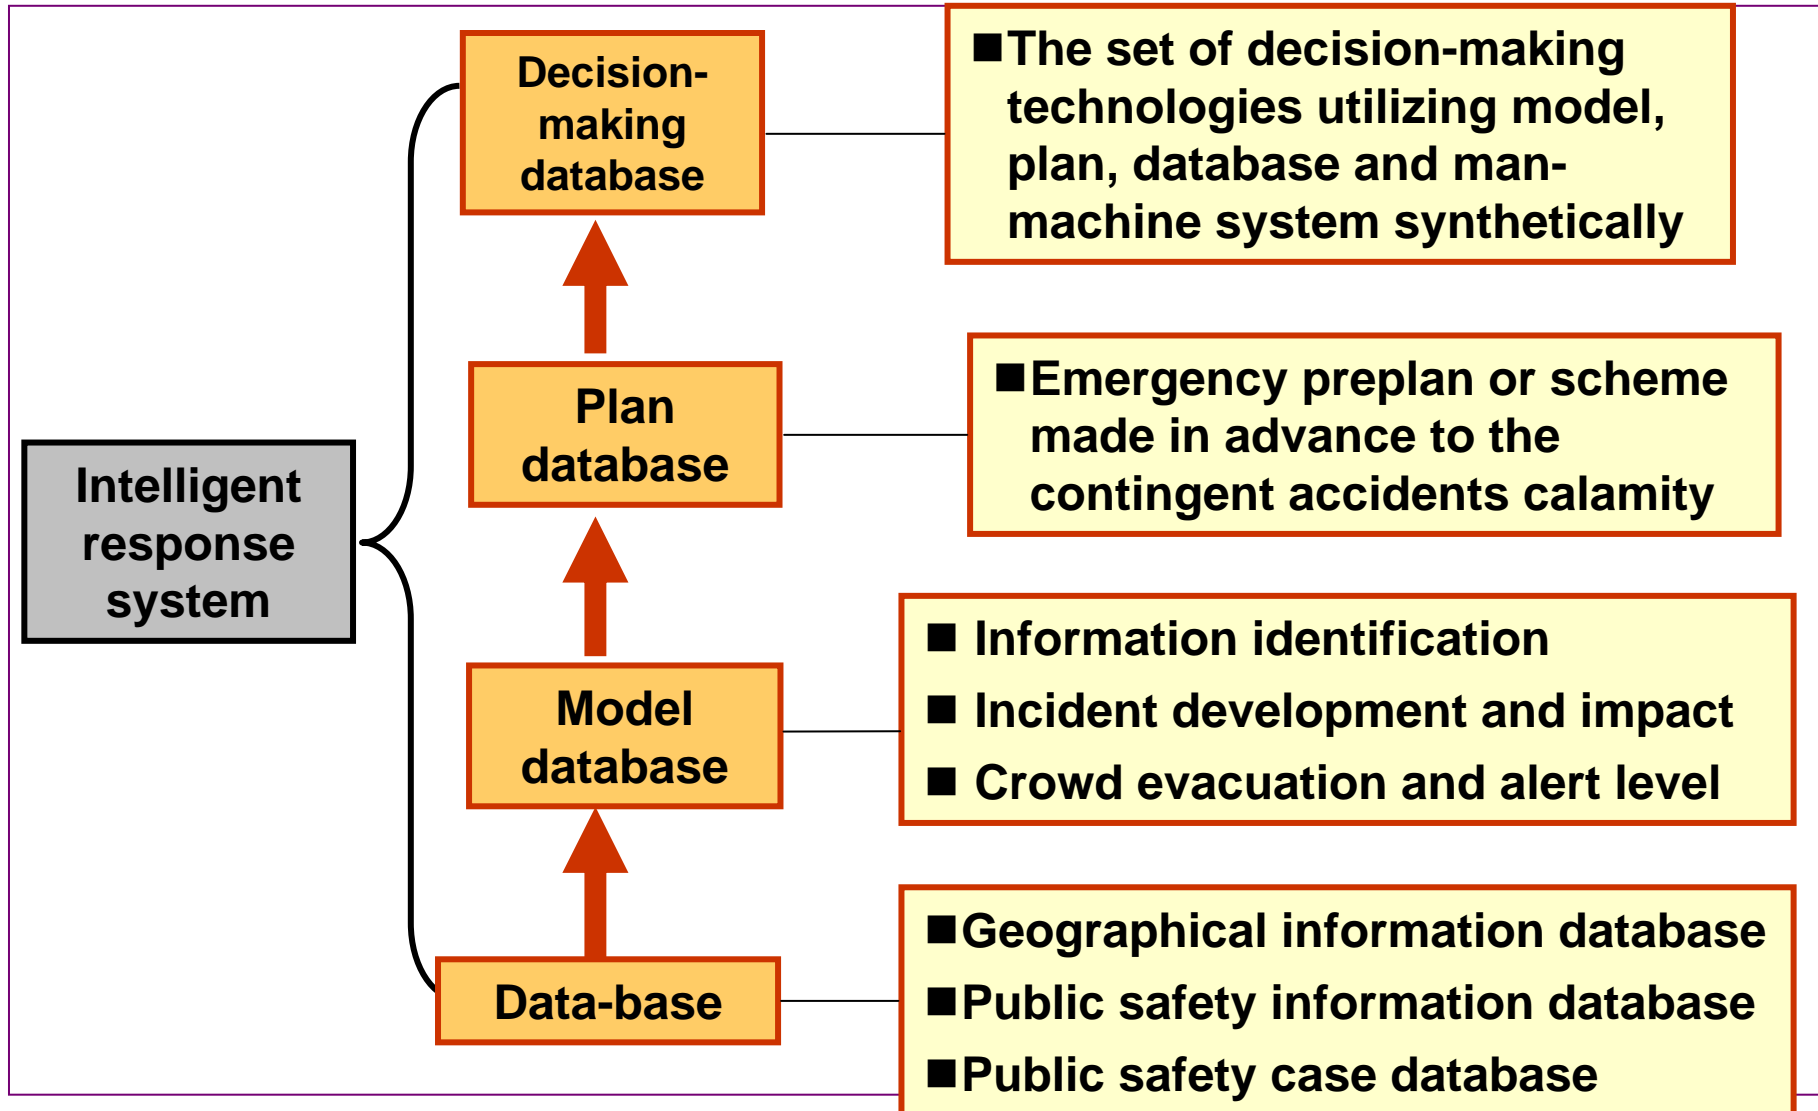 Decision-
making
database
■The set of decision-making
technologies utilizing model,
plan, database and man-
machine system synthetically
Plan
database
■Emergency preplan or scheme
made in advance to the
contingent accidents calamity
Intelligent
response
system
Model
database
■ Information identification
■ Incident development and impact
■ Crowd evacuation and alert level
Data-base
■Geographical information database
■Public safety information database
■Public safety case database